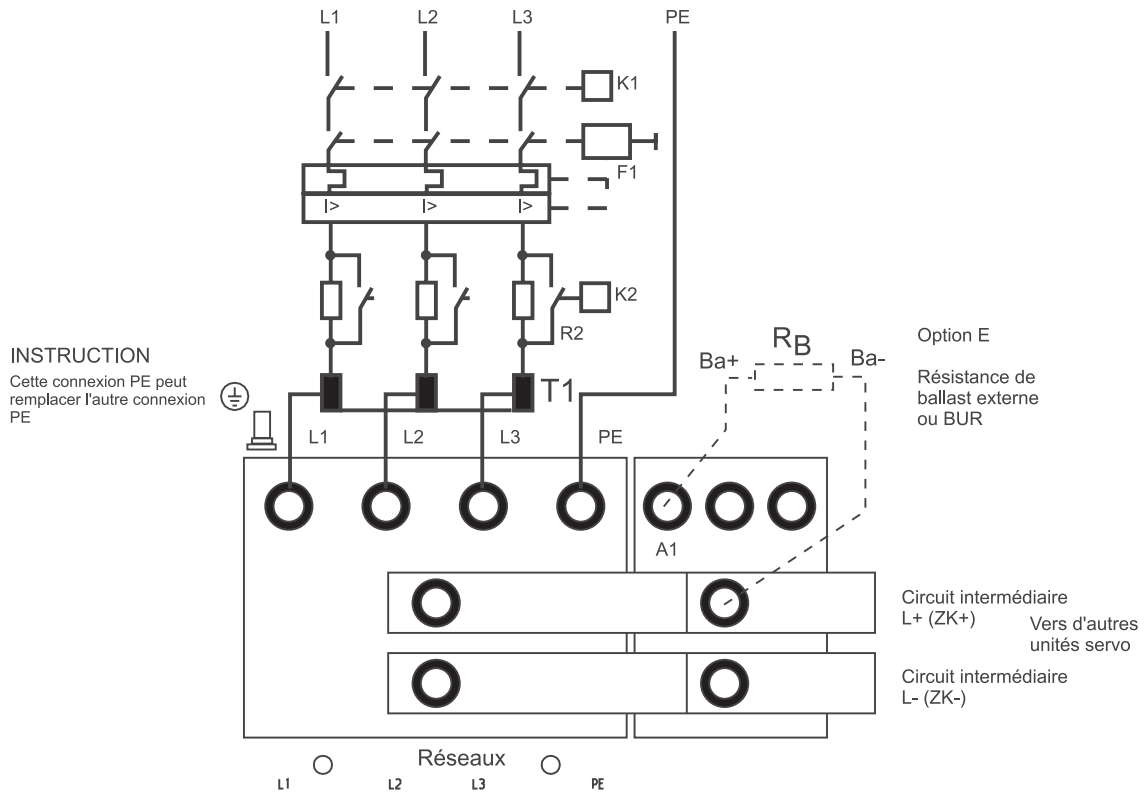 L1 L2 L3 PE
K1
F1
I> I> I>
K2
R2
INSTRUCTION
Cette connexion PE peut
remplacer l'autre connexion
PE
T1
RB
Ba+ Ba-
Option E
Résistance de
ballast externe
ou BUR
L1 L2 L3 PE
A1
Circuit intermédiaire
L+ (ZK+)
Vers d'autres
unités servo
Circuit intermédiaire
L- (ZK-)
Réseaux
L1 L2 L3 PE